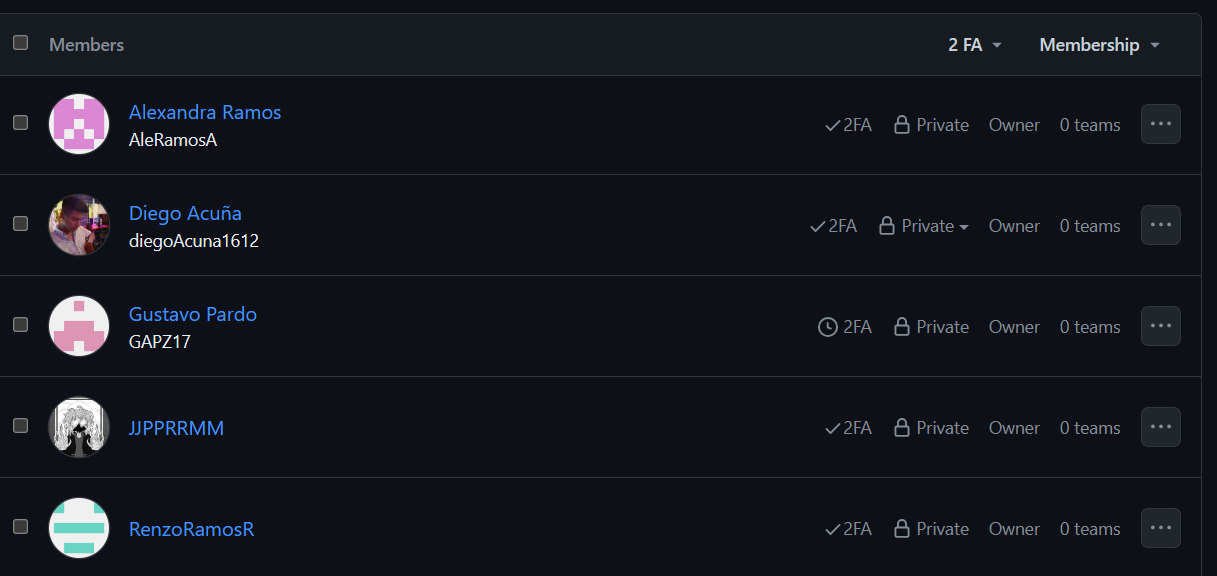 Members 2 FA Membership
Alexandra Ramos
AleRamosA
2FA Private Owner 0 teams
Diego Acuña
diegoAcuna1612
2FA Private Owner 0 teams
Gustavo Pardo
GAPZ17
2FA Private Owner 0 teams
JJPPRRMM
2FA Private Owner 0 teams
RenzoRamosR
2FA Private Owner 0 teams